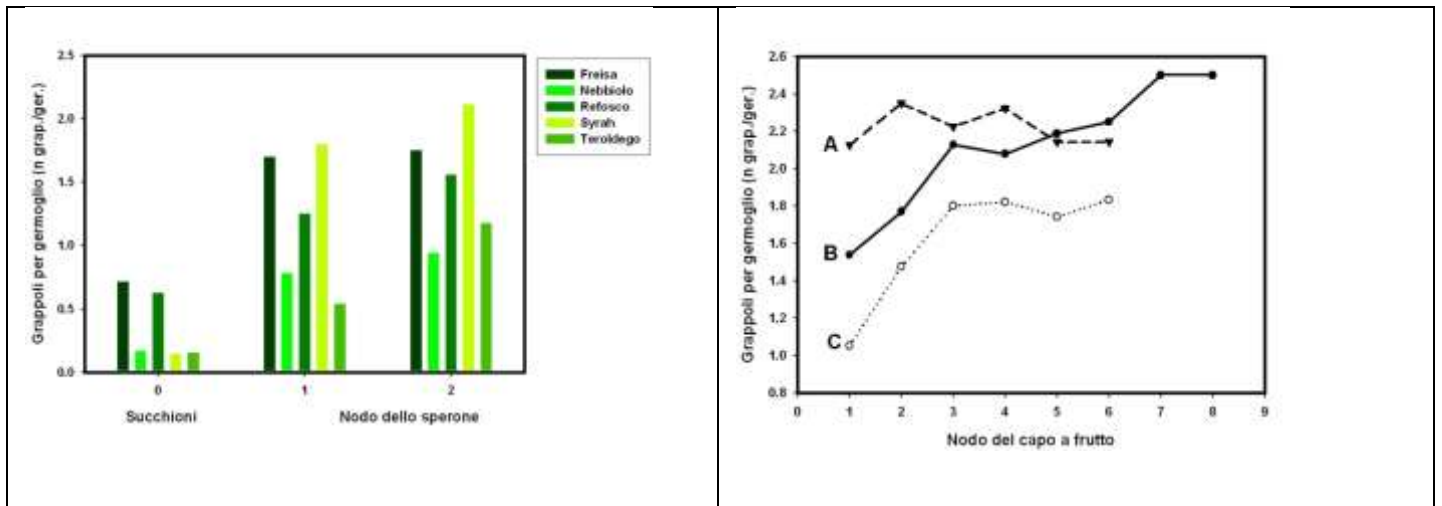 Grappoli per germoglio (n grap./ger.)
2.5
2.0
1.5
1.0
0.5
0.0
0
1
2
Succhioni
Nodo dello sperone
Freisa
Nebbiolo
Refosco
Syrah
Teroldego
Grappoli per germoglio (n grap./ger.)
2.6
2.4
2.2
2.0
1.8
1.6
1.4
1.2
1.0
0.8
A
B
C
0 1 2 3 4 5 6 7 8 9
Nodo del capo a frutto